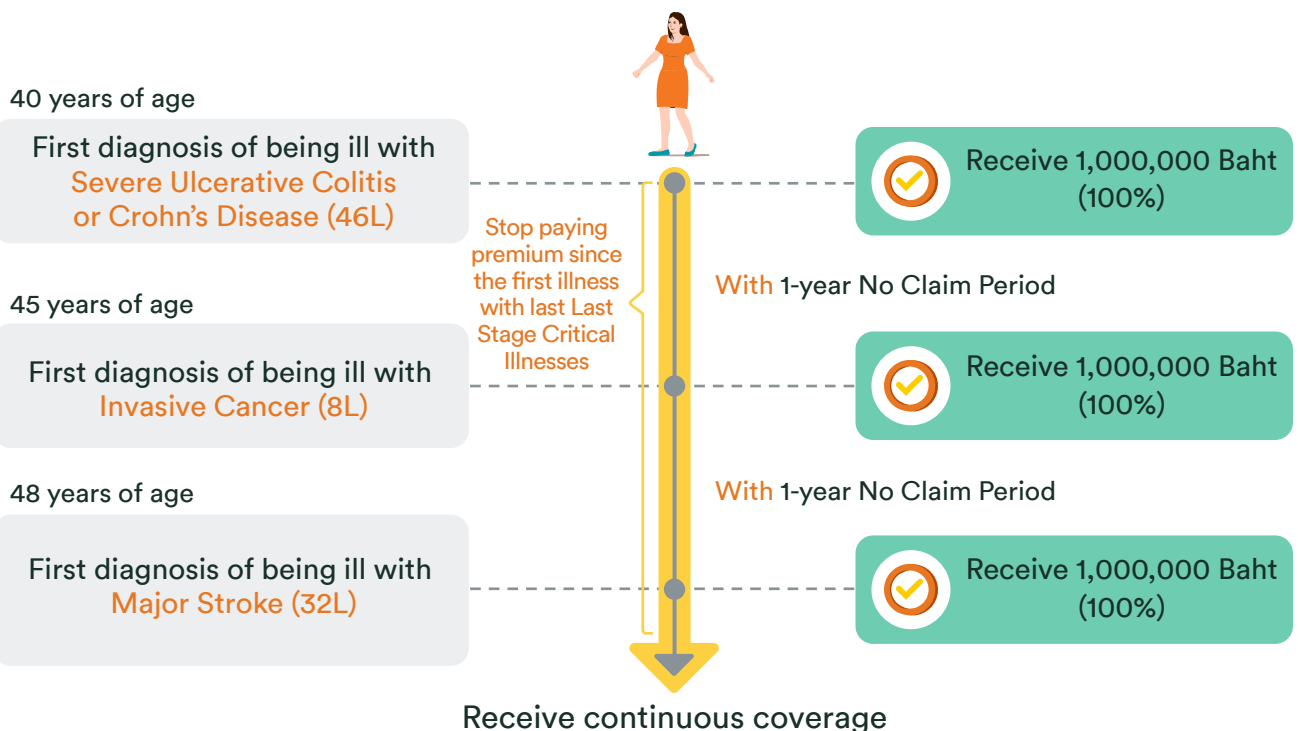 40 years of age
First diagnosis of being ill with
Severe Ulcerative Colitis
or Crohn's Disease (46L)
Receive 1,000,000 Baht
(100%)
Stop paying
premium since
the first illness
with last Last
Stage Critical
Illnesses
With 1-year No Claim Period
45 years of age
First diagnosis of being ill with
Invasive Cancer (8L)
Receive 1,000,000 Baht
(100%)
With 1-year No Claim Period
48 years of age
First diagnosis of being ill with
Major Stroke (32L)
Receive 1,000,000 Baht
(100%)
Receive continuous coverage